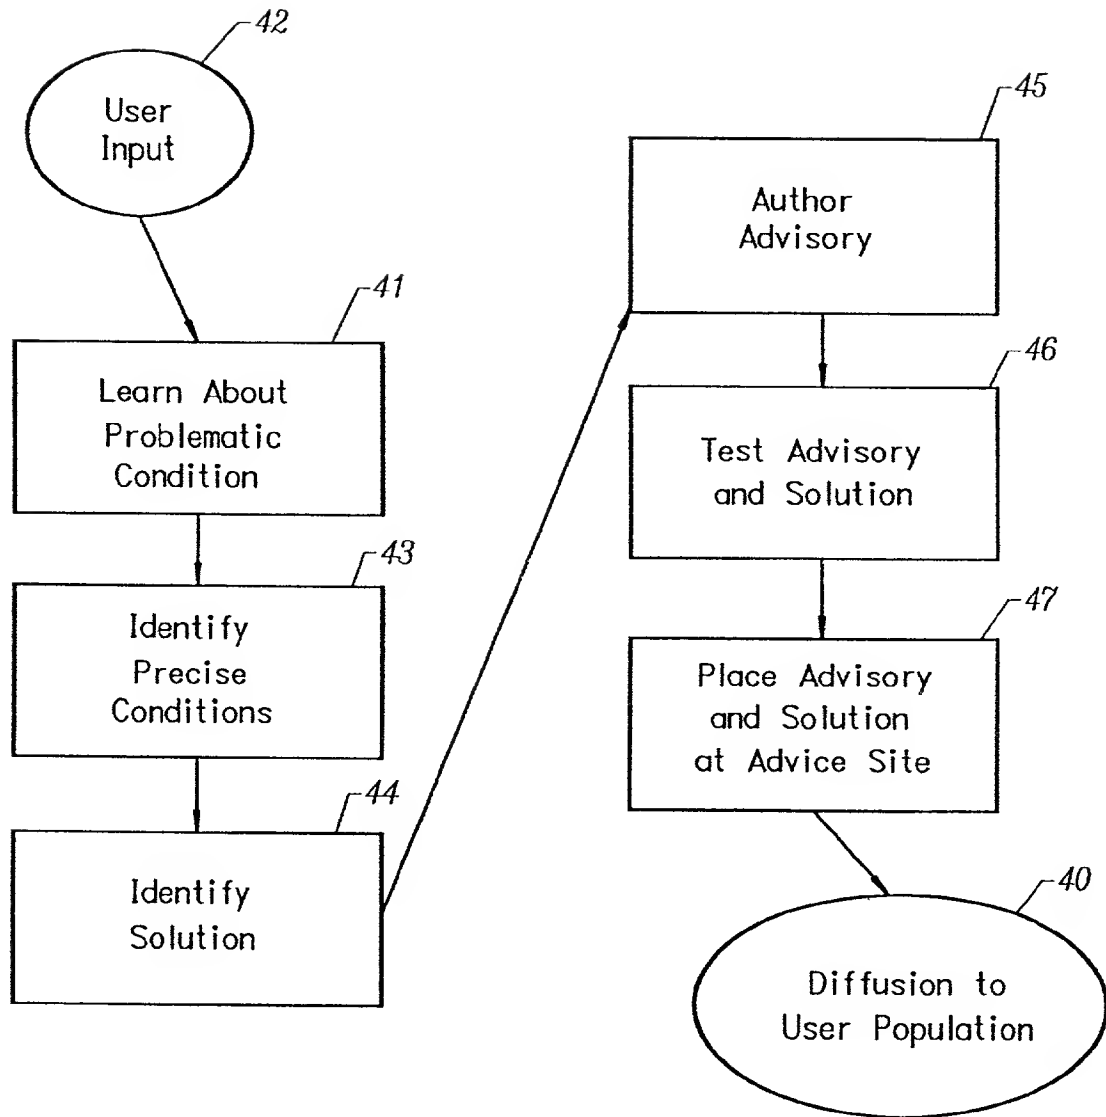 42
User
Input
41
Learn About
Problematic
Condition
43
Identify
Precise
Conditions
44
Identify
Solution
45
Author
Advisory
46
Test Advisory
and Solution
47
Place Advisory
and Solution
at Advice Site
40
Diffusion to
User Population